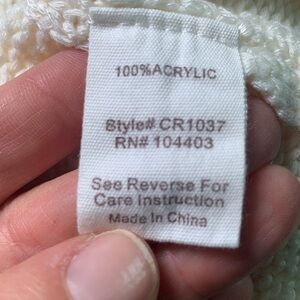 100%ACRYLIC
Style# CR1037
RN# 104403
See Reverse For
Care Instruction
Made In China